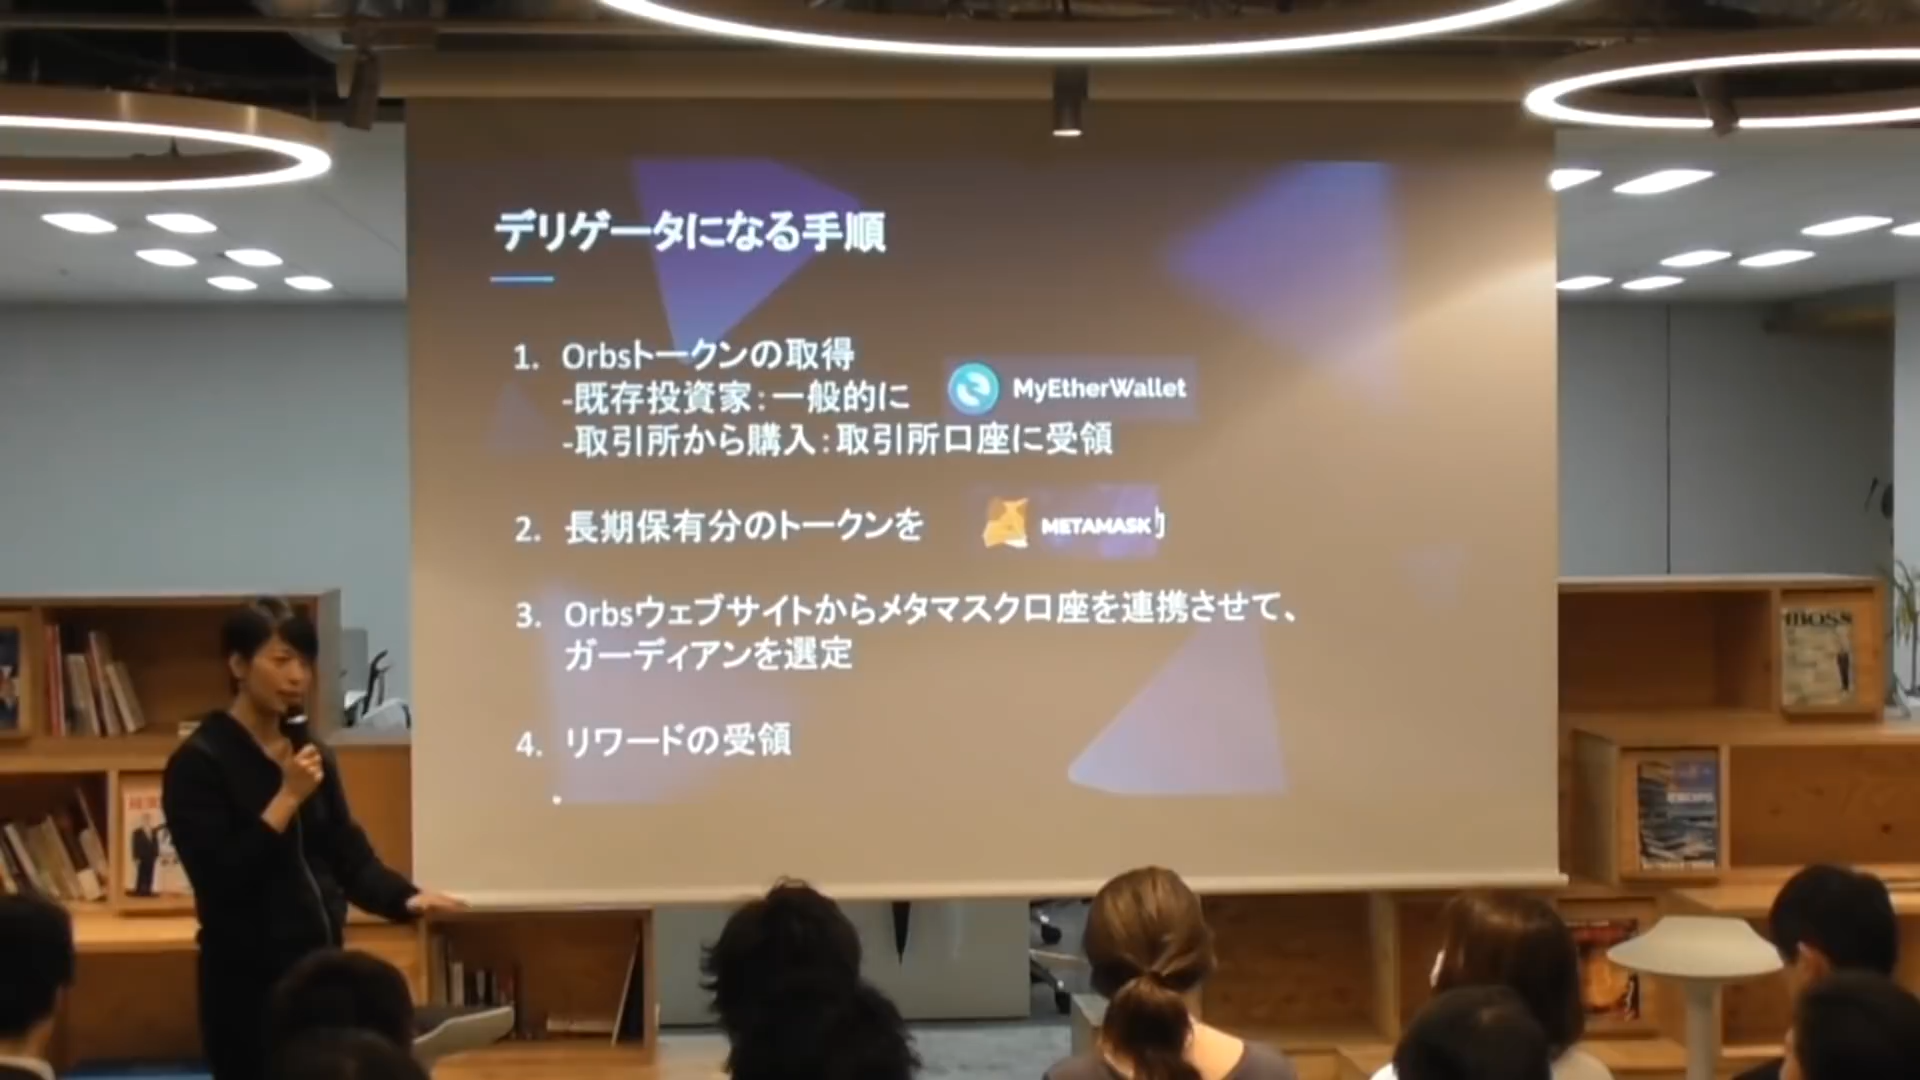 デリゲータになる手順
1. Orbsトークンの取得
-既存投資家：一般的に MyEtherWallet
-取引所から購入：取引所口座に受領
2. 長期保有分のトークンを METAMASK
3. Orbsウェブサイトからメタマスク口座を連携させて、
ガーディアンを選定
4. リワードの受領
BOSS